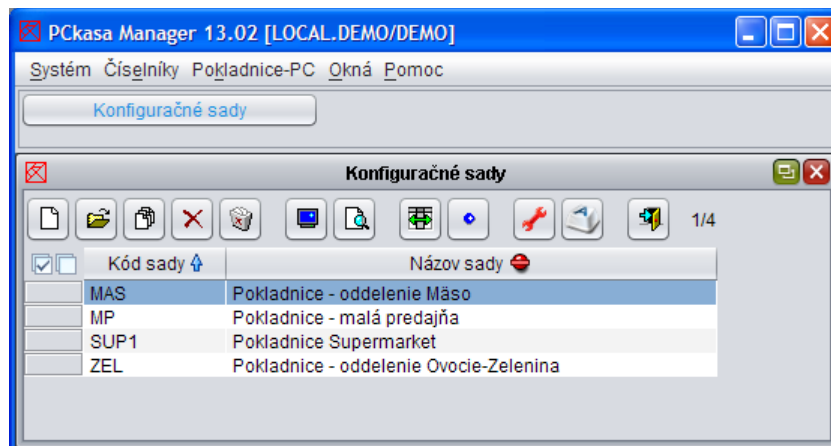 PCkasa Manager 13.02 [LOCAL.DEMO/DEMO]
Systém Číselníky Pokladnice-PC Okná Pomoc
Konfiguračné sady
Konfiguračné sady
1/4
Kód sady Názov sady
MAS Pokladnice - oddelenie Mäso
MP Pokladnice - malá predajňa
SUP1 Pokladnice Supermarket
ZEL Pokladnice - oddelenie Ovocie-Zelenina